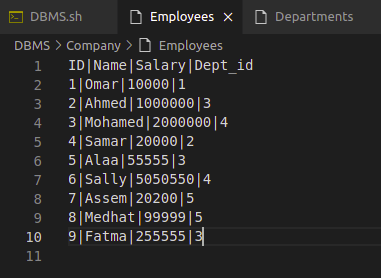 DBMS.sh Employees × Departments
DBMS > Company > Employees
1 ID|Name|Salary|Dept_id
2 1|Omar|10000|1
3 2|Ahmed|1000000|3
4 3|Mohamed|2000000|4
5 4|Samar|20000|2
6 5|Alaa|55555|3
7 6|Sally|5050550|4
8 7|Assem|20200|5
9 8|Medhat|99999|5
10 9|Fatma|255555|3
11